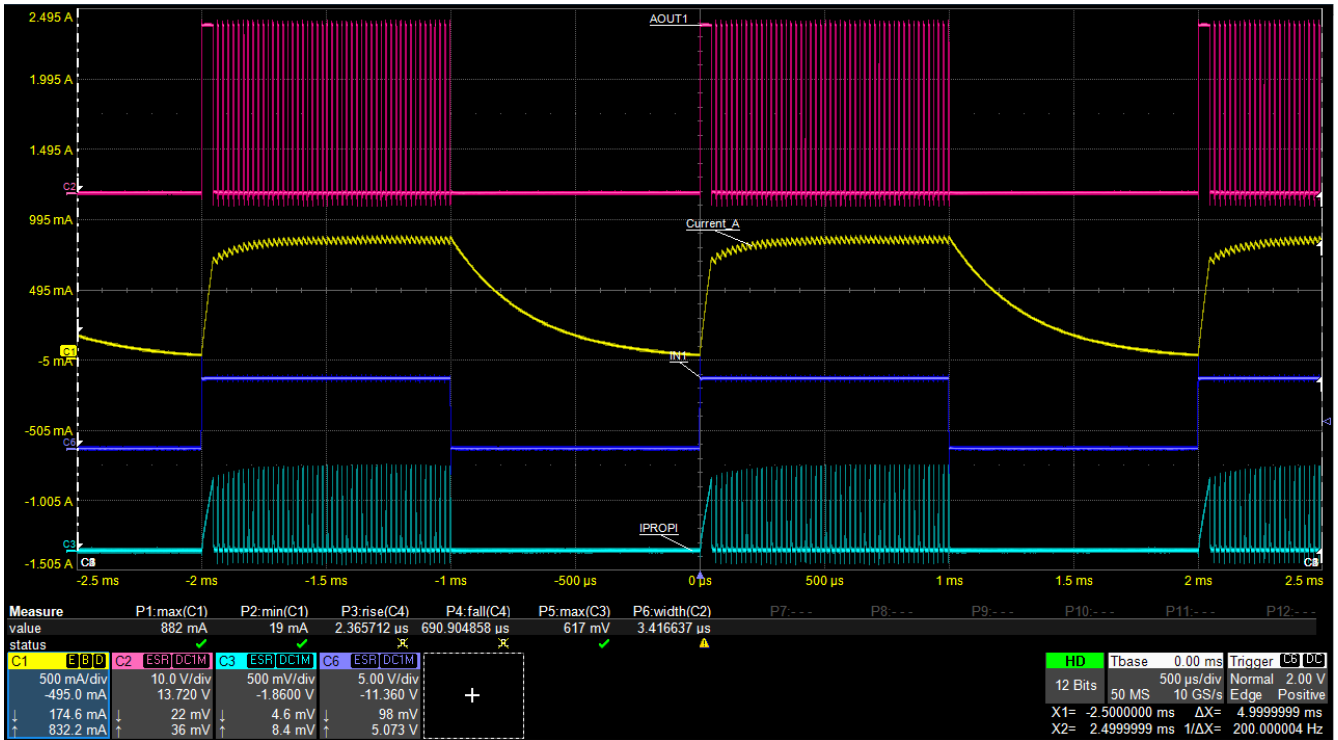 2.495 A
AOUT1
1.995 A
1.495 A
C2
995 mA
Current_A
495 mA
C1
-5 mA
IN1
-505 mA
C6
-1.005 A
IPROPI
C3
-1.505 A
-2.5 ms -2 ms -1.5 ms -1 ms -500 µs 0 µs 500 µs 1 ms 1.5 ms 2 ms 2.5 ms
Measure P1:max(C1) P2:min(C1) P3:rise(C4) P4:fall(C4) P5:max(C3) P6:width(C2) P7:- - - P8:- - - P9:- - - P10:- - - P11:- - - P12:- - -
value 882 mA 19 mA 2.365712 µs 690.904858 µs 617 mV 3.416637 µs
status
C1 E B D C2 ESR DC1M C3 ESR DC1M C6 ESR DC1M HD Tbase 0.00 ms Trigger C6 DC
500 mA/div 10.0 V/div 500 mV/div 5.00 V/div 12 Bits 500 µs/div Normal 2.00 V
-495.0 mA 13.720 V -1.8600 V -11.360 V 50 MS 10 GS/s Edge Positive
↓ 174.6 mA ↓ 22 mV ↓ 4.6 mV ↓ 98 mV + X1= -2.5000000 ms ΔX= 4.9999999 ms
↑ 832.2 mA ↑ 36 mV ↑ 8.4 mV ↑ 5.073 V X2= 2.4999999 ms 1/ΔX= 200.000004 Hz